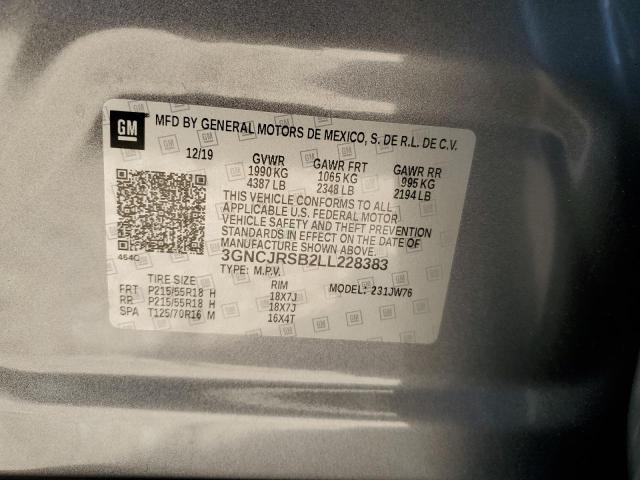 GM MFD BY GENERAL MOTORS DE MEXICO, S. DE R.L. DE C.V.
12/19 GVWR GAWR FRT GAWR RR
1990 KG 1065 KG 995 KG
4387 LB 2348 LB 2194 LB
THIS VEHICLE CONFORMS TO ALL
APPLICABLE U.S. FEDERAL MOTOR
VEHICLE SAFETY AND THEFT PREVENTION
STANDARDS IN EFFECT ON THE DATE OF
MANUFACTURE SHOWN ABOVE.
464C 3GNCJRSB2LL228383
TYPE: M.P.V. MODEL: 231JW76
TIRE SIZE RIM
FRT P215/55R18 H 18X7J
RR P215/55R18 H 18X7J
SPA T125/70R16 M 16X4T